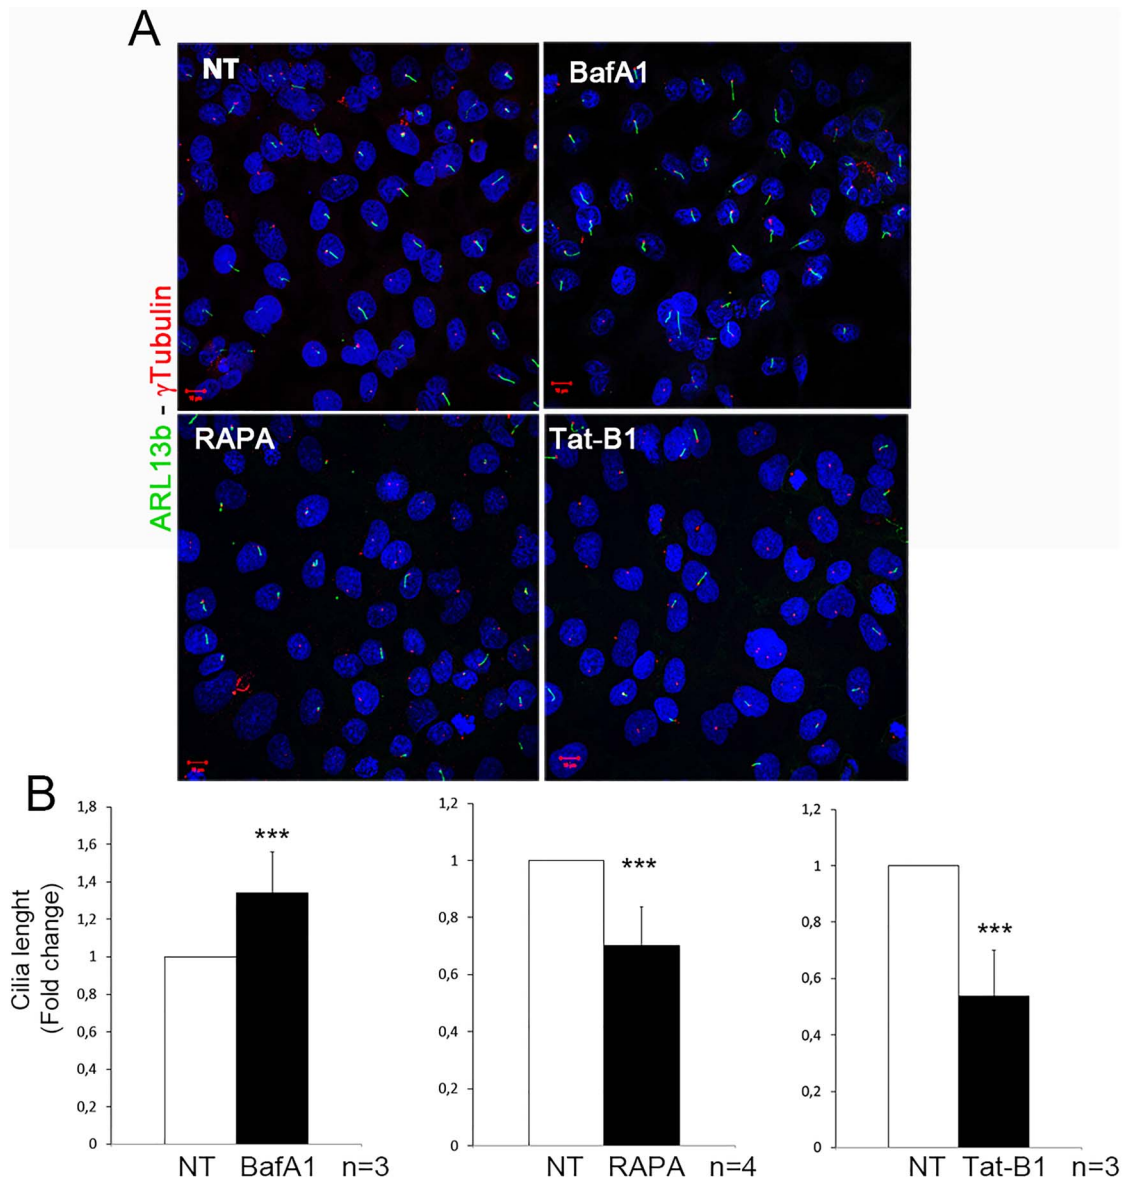 A
NT
BafA1
RAPA
Tat-B1
ARL13b - γTubulin
B
Cilia lenght
(Fold change)
1,8
1,6
1,4
1,2
1
0,8
0,6
0,4
0,2
0
***
NT BafA1 n=3
1,2
1
0,8
0,6
0,4
0,2
0
***
NT RAPA n=4
1,2
1
0,8
0,6
0,4
0,2
0
***
NT Tat-B1 n=3